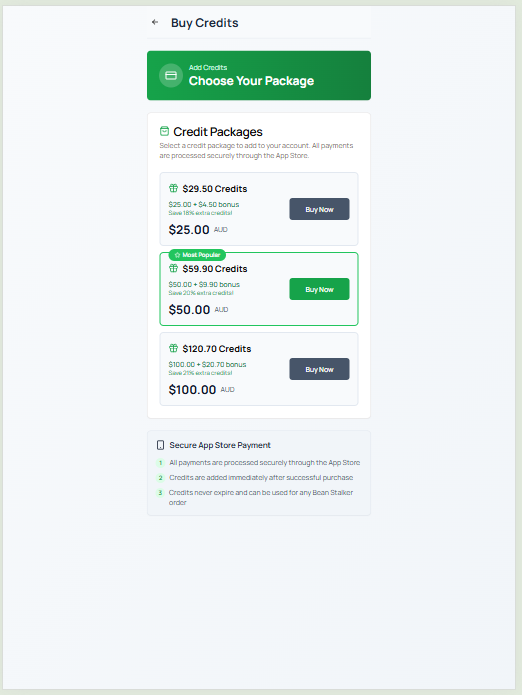 Buy Credits
Add Credits
Choose Your Package
Credit Packages
Select a credit package to add to your account. All payments
are processed securely through the App Store.
$29.50 Credits
$25.00 + $4.50 bonus
Save 18% extra credits!
Buy Now
$25.00 AUD
Most Popular
$59.90 Credits
$50.00 + $9.90 bonus
Save 20% extra credits!
Buy Now
$50.00 AUD
$120.70 Credits
$100.00 + $20.70 bonus
Save 21% extra credits!
Buy Now
$100.00 AUD
Secure App Store Payment
1 All payments are processed securely through the App Store
2 Credits are added immediately after successful purchase
3 Credits never expire and can be used for any Bean Stalker
order